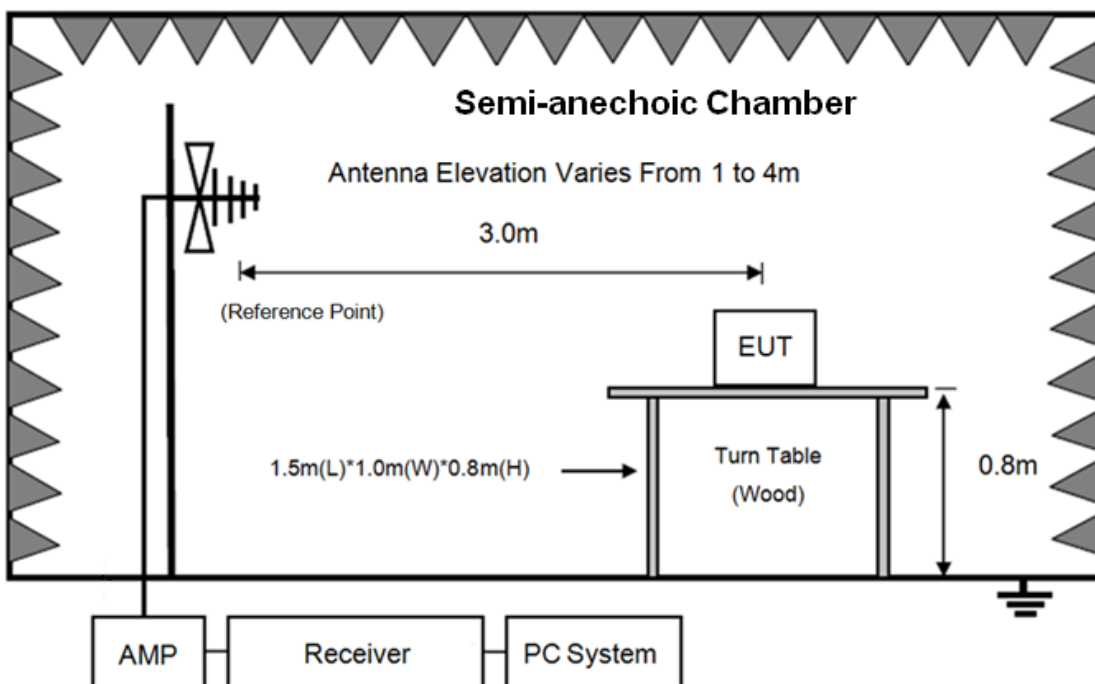 Semi-anechoic Chamber
Antenna Elevation Varies From 1 to 4m
3.0m
(Reference Point)
EUT
1.5m(L)*1.0m(W)*0.8m(H)
Turn Table
(Wood)
0.8m
AMP
Receiver
PC System